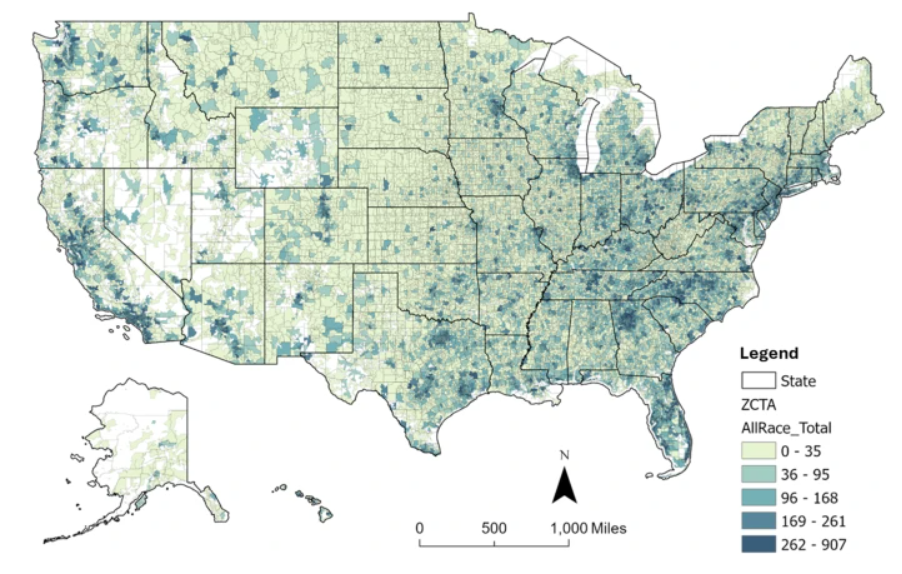 Legend
State
ZCTA
AllRace_Total
0 - 35
36 - 95
96 - 168
169 - 261
262 - 907
N
0 500 1,000 Miles